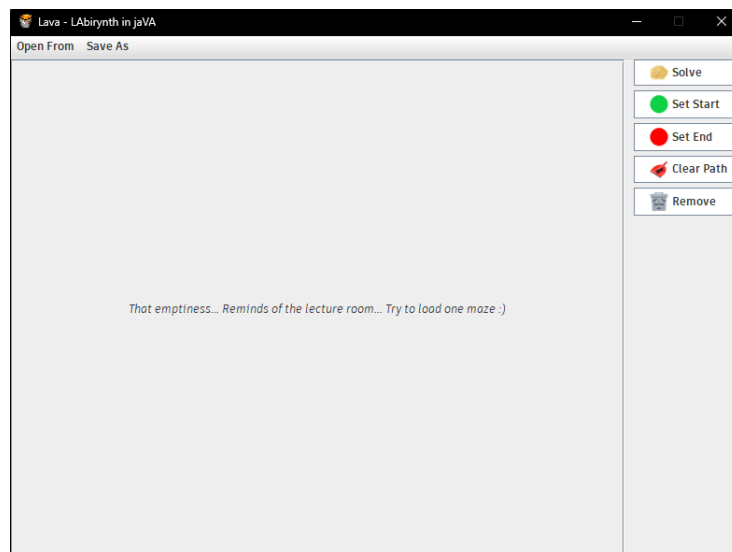 Lava - LAbirynth in jaVA
Open From Save As
Solve
Set Start
Set End
Clear Path
Remove
That emptiness... Reminds of the lecture room... Try to load one maze :)